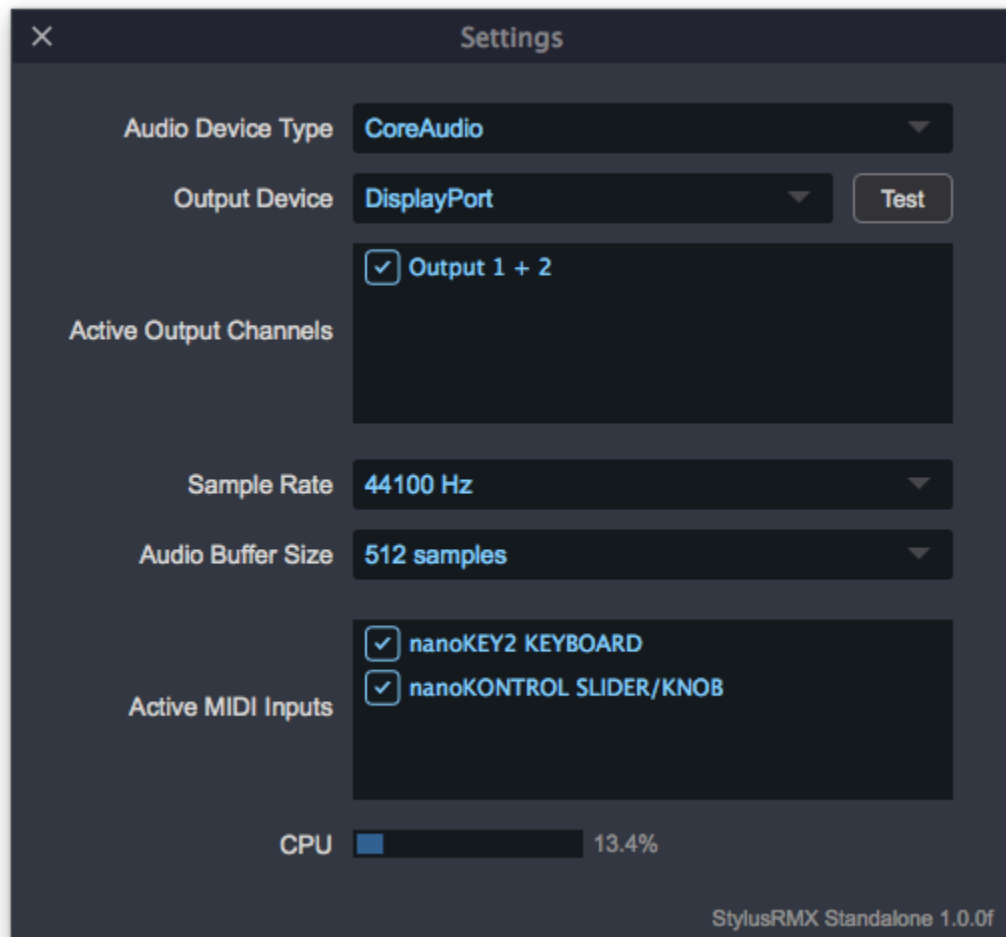 Settings
Audio Device Type CoreAudio
Output Device DisplayPort Test
Active Output Channels
Output 1 + 2
Sample Rate 44100 Hz
Audio Buffer Size 512 samples
Active MIDI Inputs
nanoKEY2 KEYBOARD
nanoKONTROL SLIDER/KNOB
CPU 13.4%
StylusRMX Standalone 1.0.0f